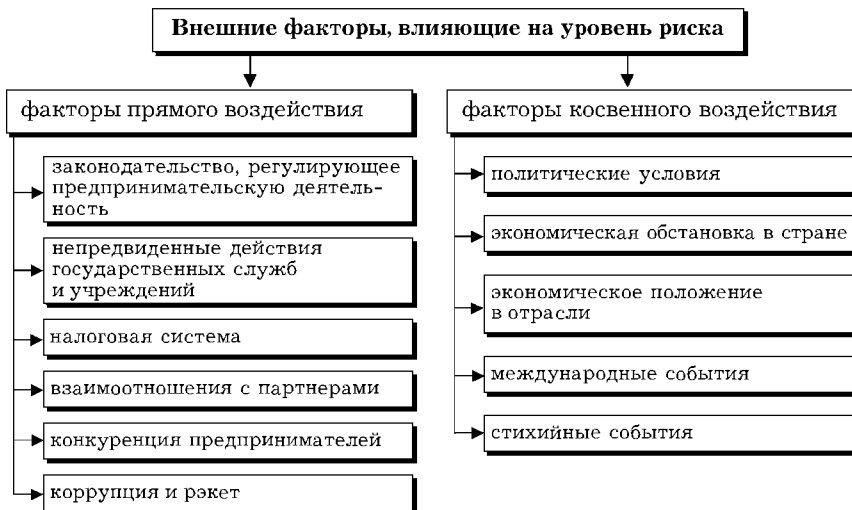 Внешние факторы, влияющие на уровень риска
факторы прямого воздействия
законодательство, регулирующее
предпринимательскую деятель-
ность
непредвиденные действия
государственных служб
и учреждений
налоговая система
взаимоотношения с партнерами
конкуренция предпринимателей
коррупция и рэкет
факторы косвенного воздействия
политические условия
экономическая обстановка в стране
экономическое положение
в отрасли
международные события
стихийные события